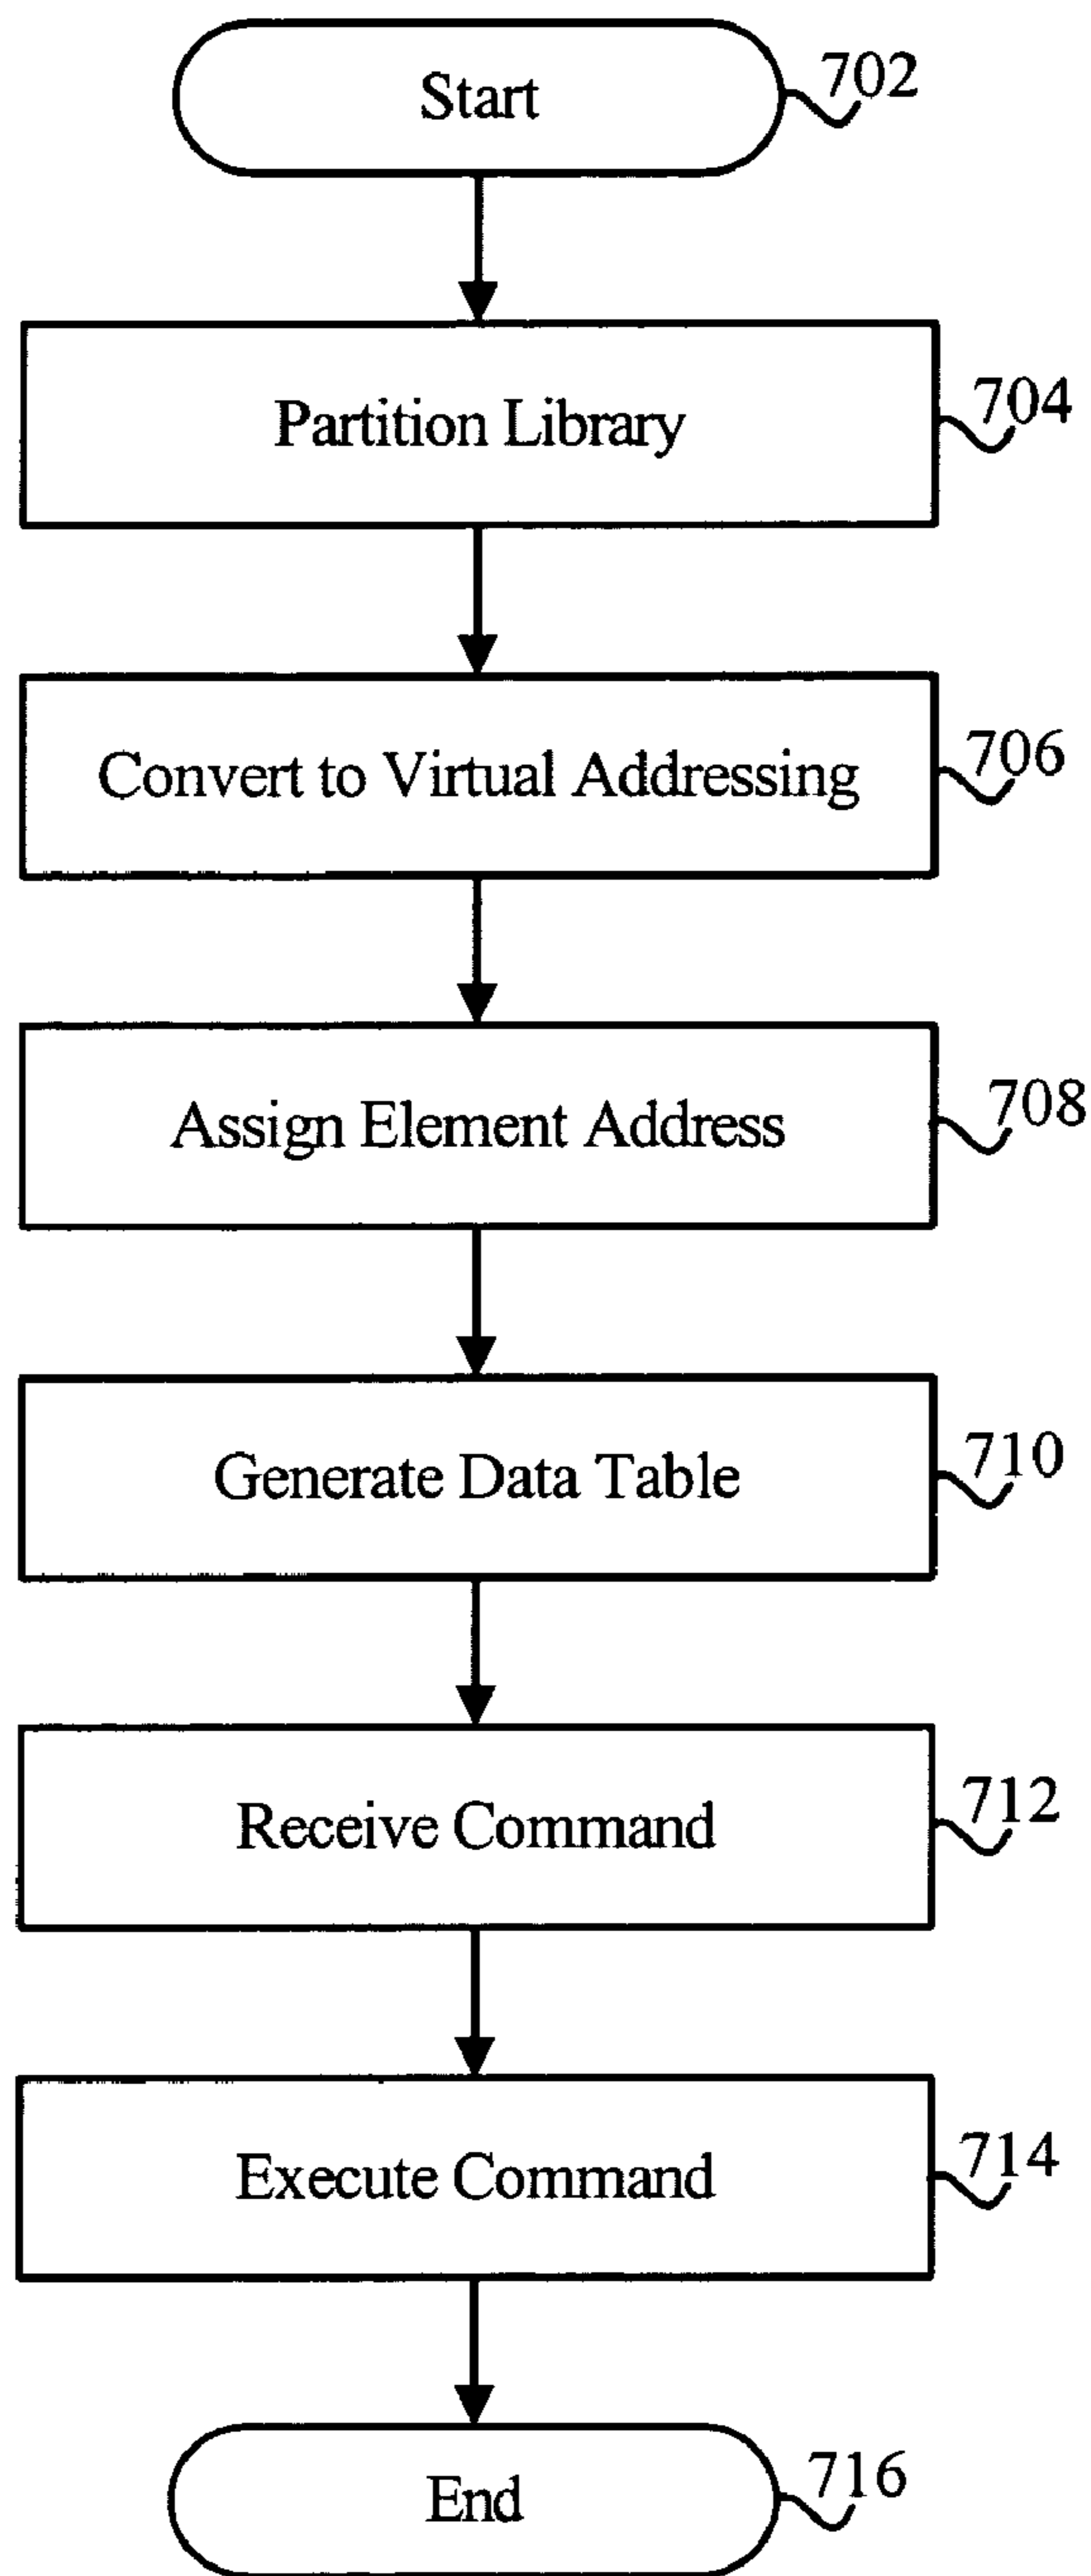 Start
702
Partition Library
704
Convert to Virtual Addressing
706
Assign Element Address
708
Generate Data Table
710
Receive Command
712
Execute Command
714
End
716